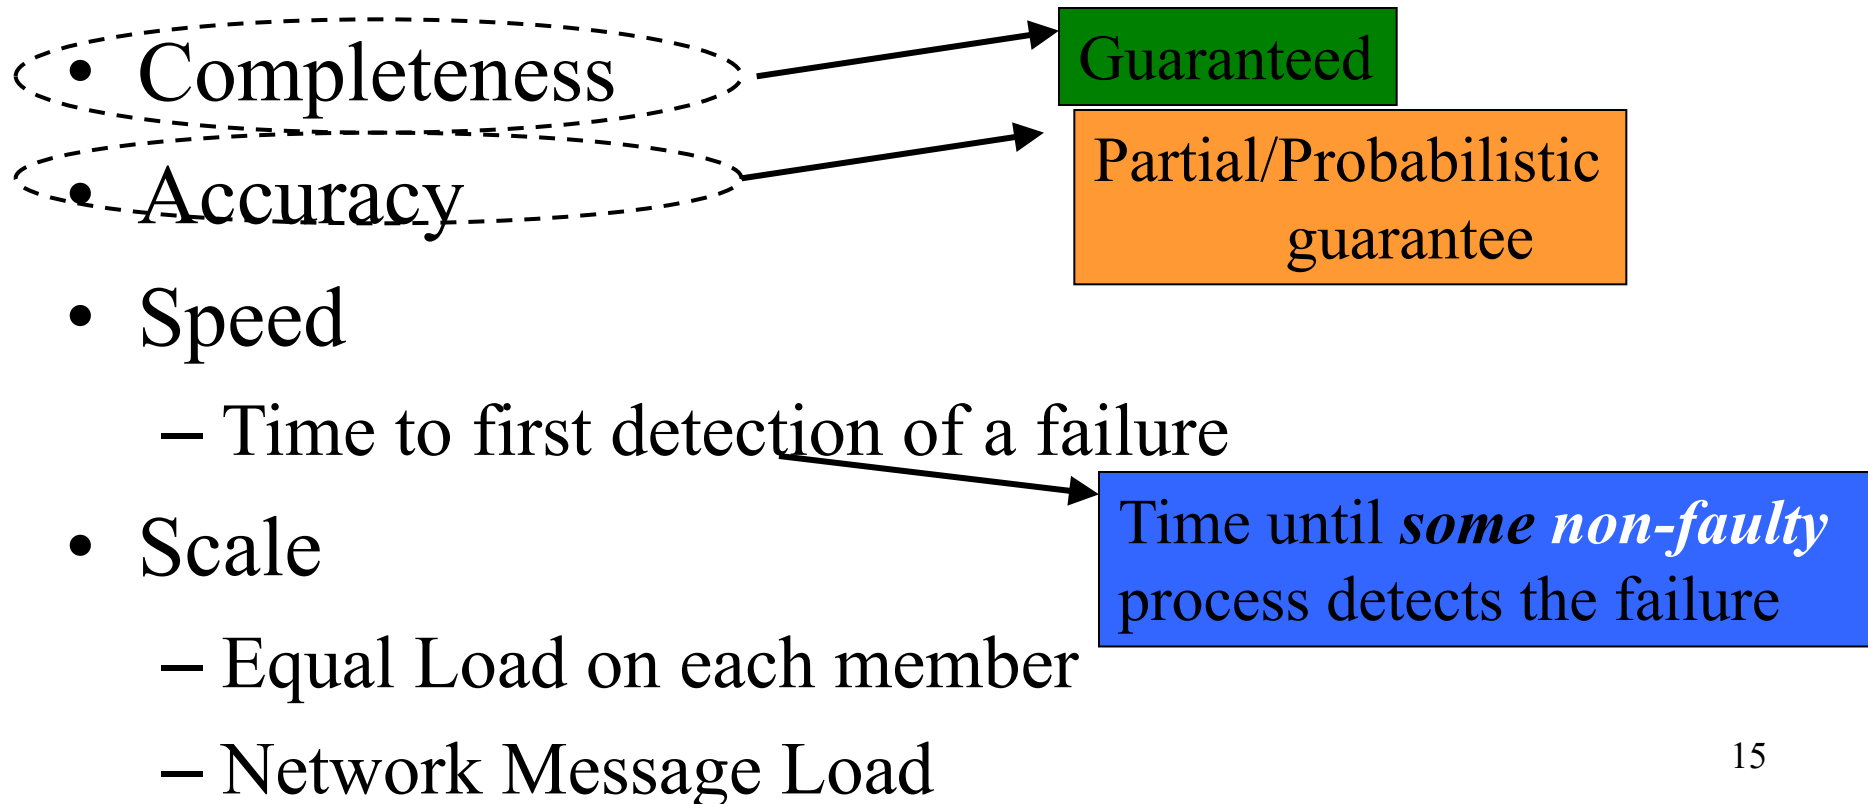 • Completeness
Guaranteed
• Accuracy
Partial/Probabilistic
guarantee
• Speed
– Time to first detection of a failure
Time until some non-faulty
process detects the failure
• Scale
– Equal Load on each member
– Network Message Load
15